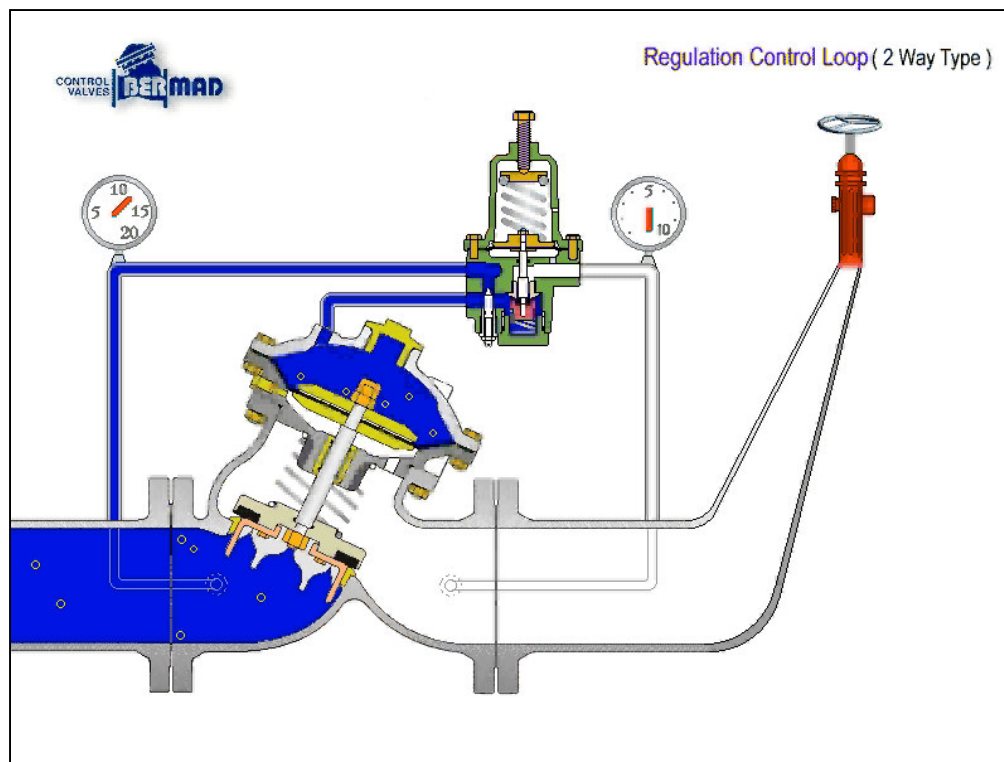 Regulation Control Loop ( 2 Way Type )
CONTROL
VALVES
BERMAD
10
5 15
20
5
10